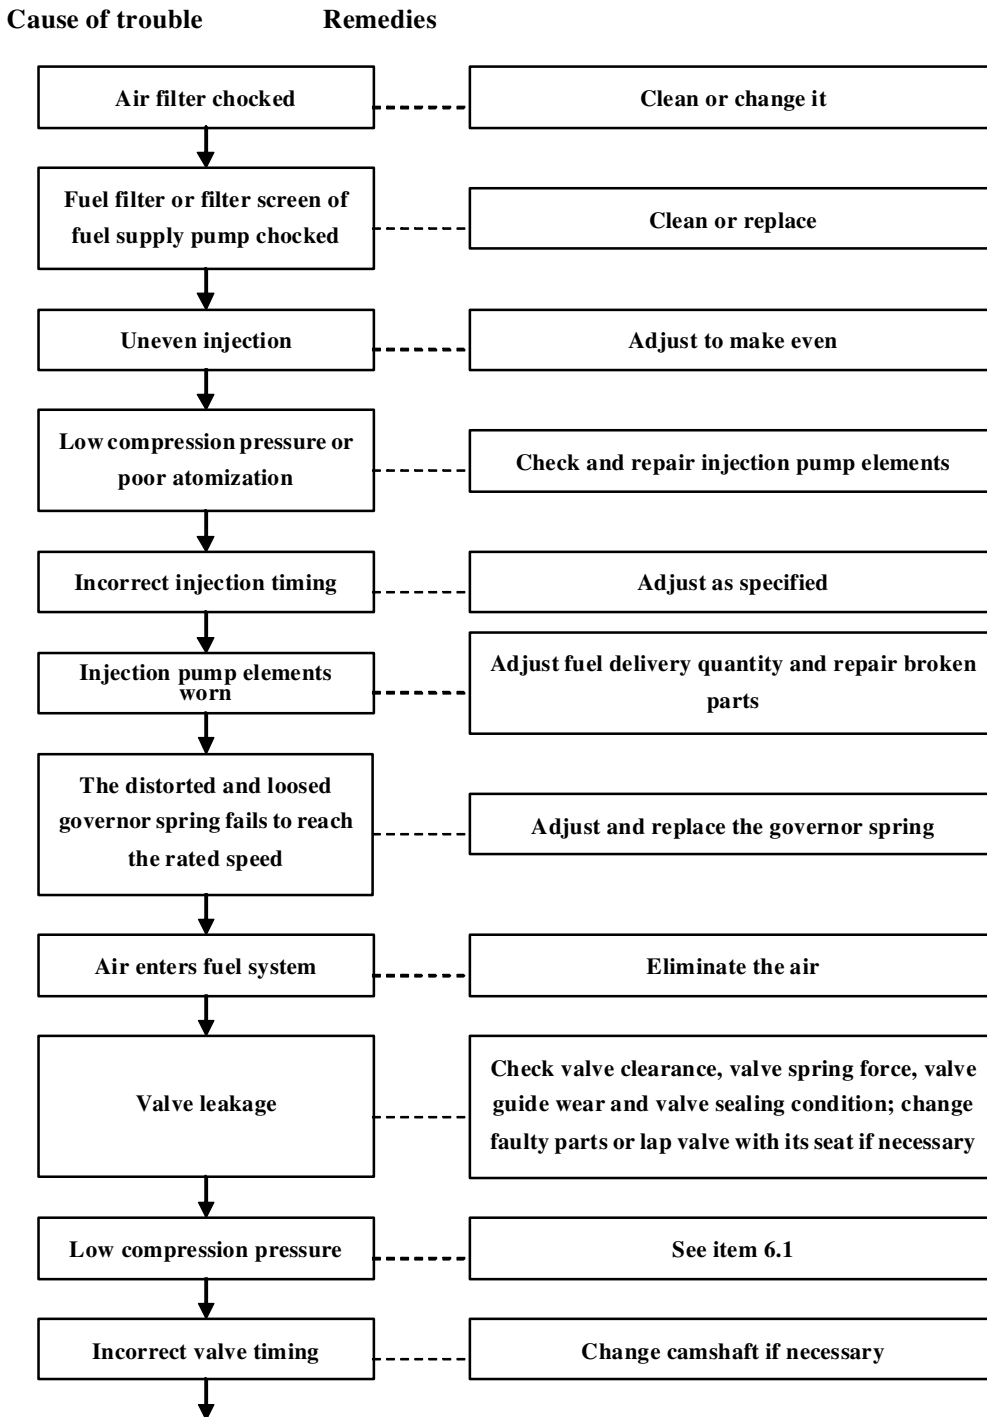 Cause of trouble Remedies
Air filter chocked
Clean or change it
Fuel filter or filter screen of
fuel supply pump chocked
Clean or replace
Uneven injection
Adjust to make even
Low compression pressure or
poor atomization
Check and repair injection pump elements
Incorrect injection timing
Adjust as specified
Injection pump elements
worn
Adjust fuel delivery quantity and repair broken
parts
The distorted and loosed
governor spring fails to reach
the rated speed
Adjust and replace the governor spring
Air enters fuel system
Eliminate the air
Valve leakage
Check valve clearance, valve spring force, valve
guide wear and valve sealing condition; change
faulty parts or lap valve with its seat if necessary
Low compression pressure
See item 6.1
Incorrect valve timing
Change camshaft if necessary